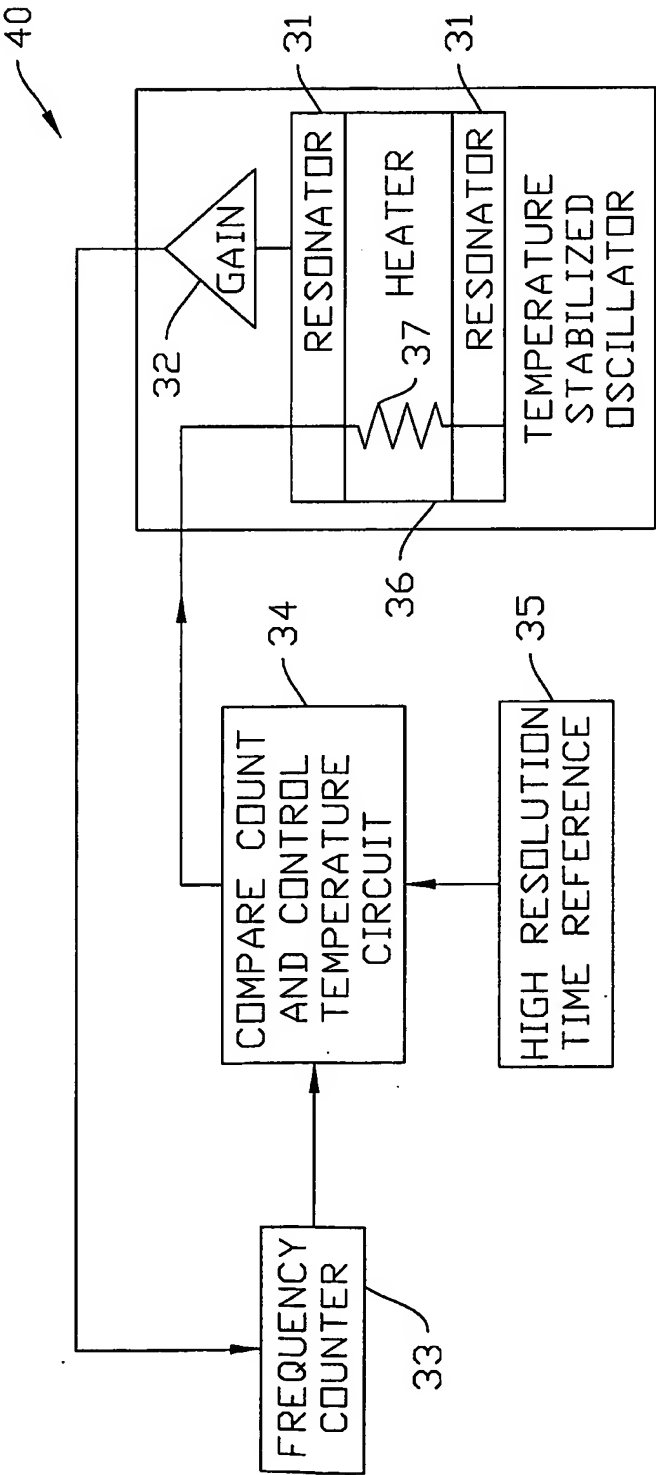 40
FREQUENCY
COUNTER
33
COMPARE COUNT
AND CONTROL
TEMPERATURE
CIRCUIT
34
HIGH RESOLUTION
TIME REFERENCE
35
32
GAIN
RESONATOR
31
HEATER
37
36
RESONATOR
31
TEMPERATURE
STABILIZED
OSCILLATOR